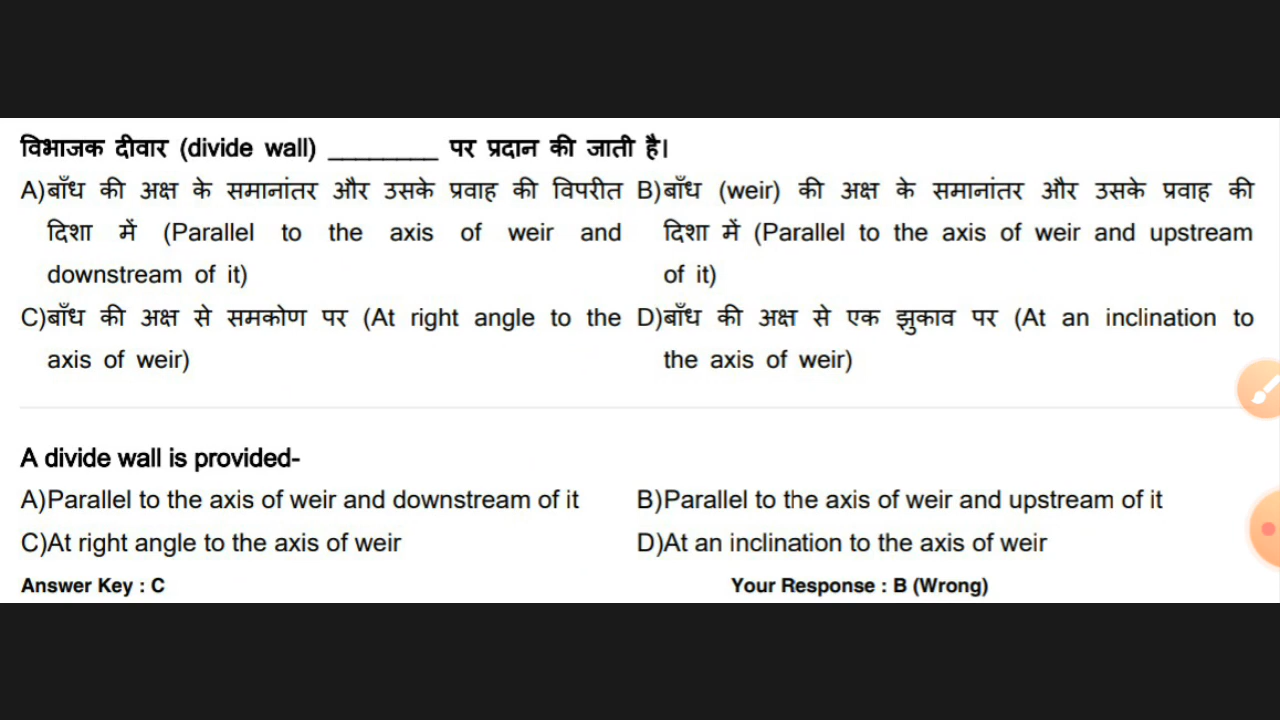 विभाजक दीवार (divide wall) ________ पर प्रदान की जाती है।
A)बाँध की अक्ष के समानांतर और उसके प्रवाह की विपरीत
दिशा में (Parallel to the axis of weir and
downstream of it)
B)बाँध (weir) की अक्ष के समानांतर और उसके प्रवाह की
दिशा में (Parallel to the axis of weir and upstream
of it)
C)बाँध की अक्ष से समकोण पर (At right angle to the
axis of weir)
D)बाँध की अक्ष से एक झुकाव पर (At an inclination to
the axis of weir)
A divide wall is provided-
A)Parallel to the axis of weir and downstream of it
B)Parallel to the axis of weir and upstream of it
C)At right angle to the axis of weir
D)At an inclination to the axis of weir
Answer Key : C
Your Response : B (Wrong)